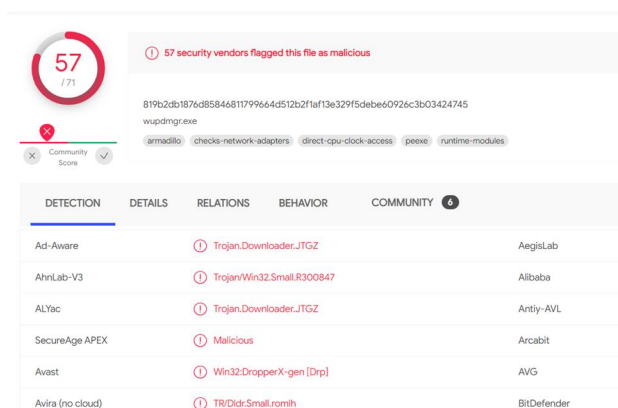 57
/ 71
Community
Score
57 security vendors flagged this file as malicious
819b2db1876d85846811799664d512b2f1af13e329f5debe60926c3b03424745
wupdmgr.exe
armadillo checks-network-adapters direct-cpu-clock-access peexe runtime-modules
DETECTION DETAILS RELATIONS BEHAVIOR COMMUNITY 6
Ad-Aware Trojan.Downloader.JTGZ AegisLab
AhnLab-V3 Trojan/Win32.Small.R300847 Alibaba
ALYac Trojan.Downloader.JTGZ Antiy-AVL
SecureAge APEX Malicious Arcabit
Avast Win32:DropperX-gen [Drp] AVG
Avira (no cloud) TR/Dldr.Small.romlh BitDefender